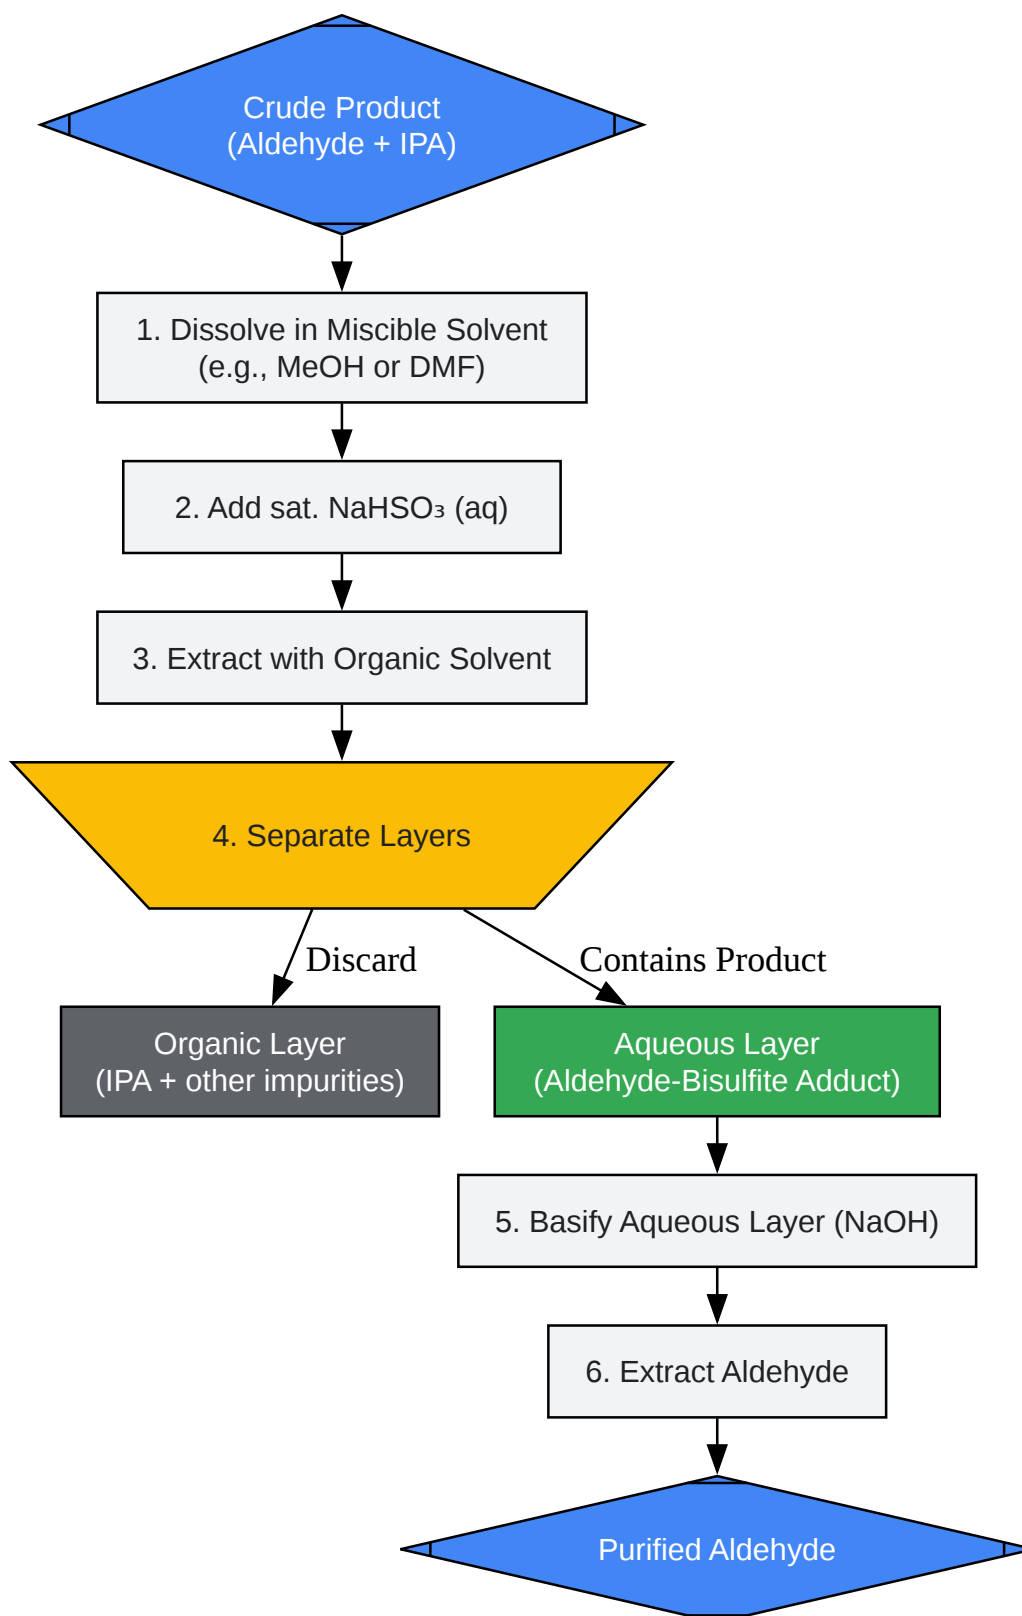 Crude Product
(Aldehyde + IPA)
1. Dissolve in Miscible Solvent
(e.g., MeOH or DMF)
2. Add sat. NaHSO₃ (aq)
3. Extract with Organic Solvent
4. Separate Layers
Discard
Contains Product
Organic Layer
(IPA + other impurities)
Aqueous Layer
(Aldehyde-Bisulfite Adduct)
5. Basify Aqueous Layer (NaOH)
6. Extract Aldehyde
Purified Aldehyde